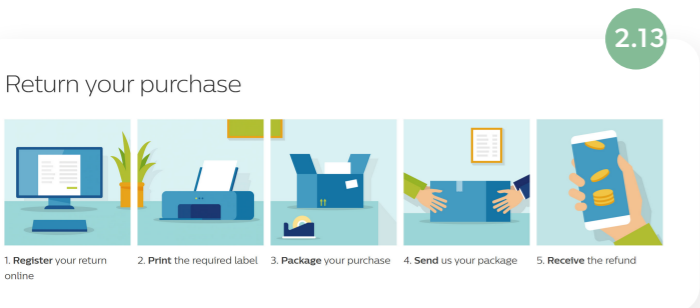 2.13
Return your purchase
1. Register your return
online
2. Print the required label
3. Package your purchase
4. Send us your package
5. Receive the refund